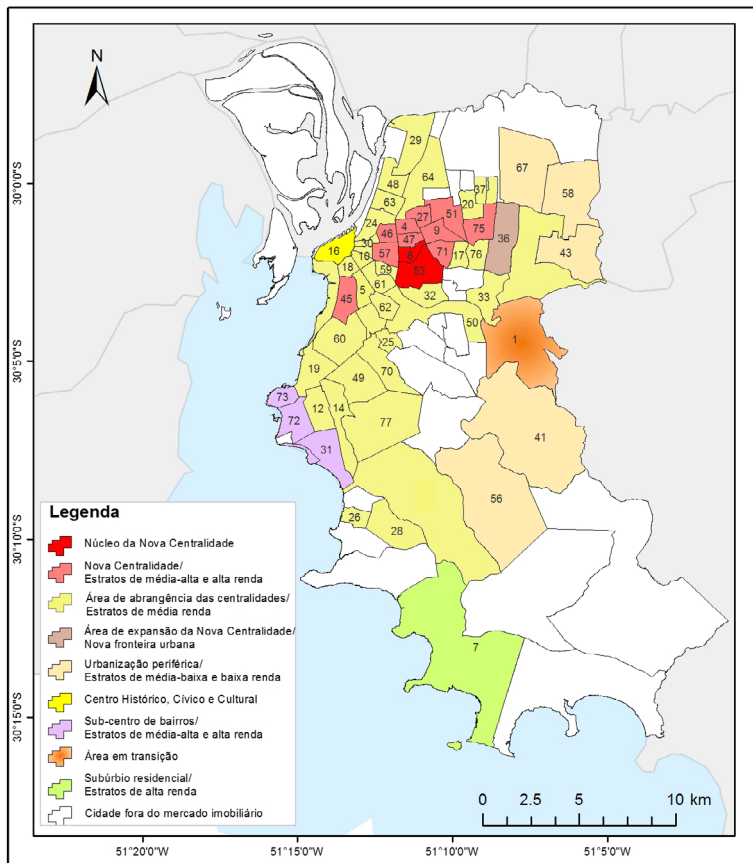 N
29
67
64
58
48
37
63
20
27
51
24
4
75
46
9
36
16
30
47
43
10
57
6
71
17
76
18
59
53
61
5
32
33
45
62
50
1
60
25
19
49
70
73
12
14
72
77
41
31
56
26
28
7
30°0'0"S
30°5'0"S
30°10'0"S
30°15'0"S
Legenda
Núcleo da Nova Centralidade
Nova Centralidade/
Estratos de média-alta e alta renda
Área de abrangência das centralidades/
Estratos de média renda
Área de expansão da Nova Centralidade/
Nova fronteira urbana
Urbanização periférica/
Estratos de média-baixa e baixa renda
Centro Histórico, Cívico e Cultural
Sub-centro de bairros/
Estratos de média-alta e alta renda
Área em transição
Subúrbio residencial/
Estratos de alta renda
Cidade fora do mercado imobiliário
0 2.5 5 10 km
51°20'0"W 51°15'0"W 51°10'0"W 51°5'0"W